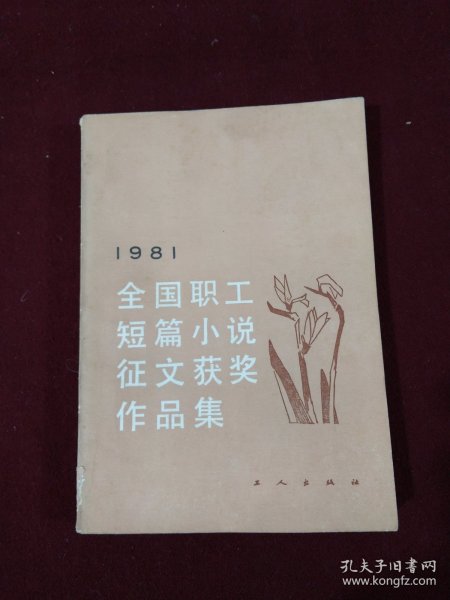 1981
全国职工
短篇小说
征文获奖
作品集
工人出版社
孔夫子旧书网
www.kongfz.com